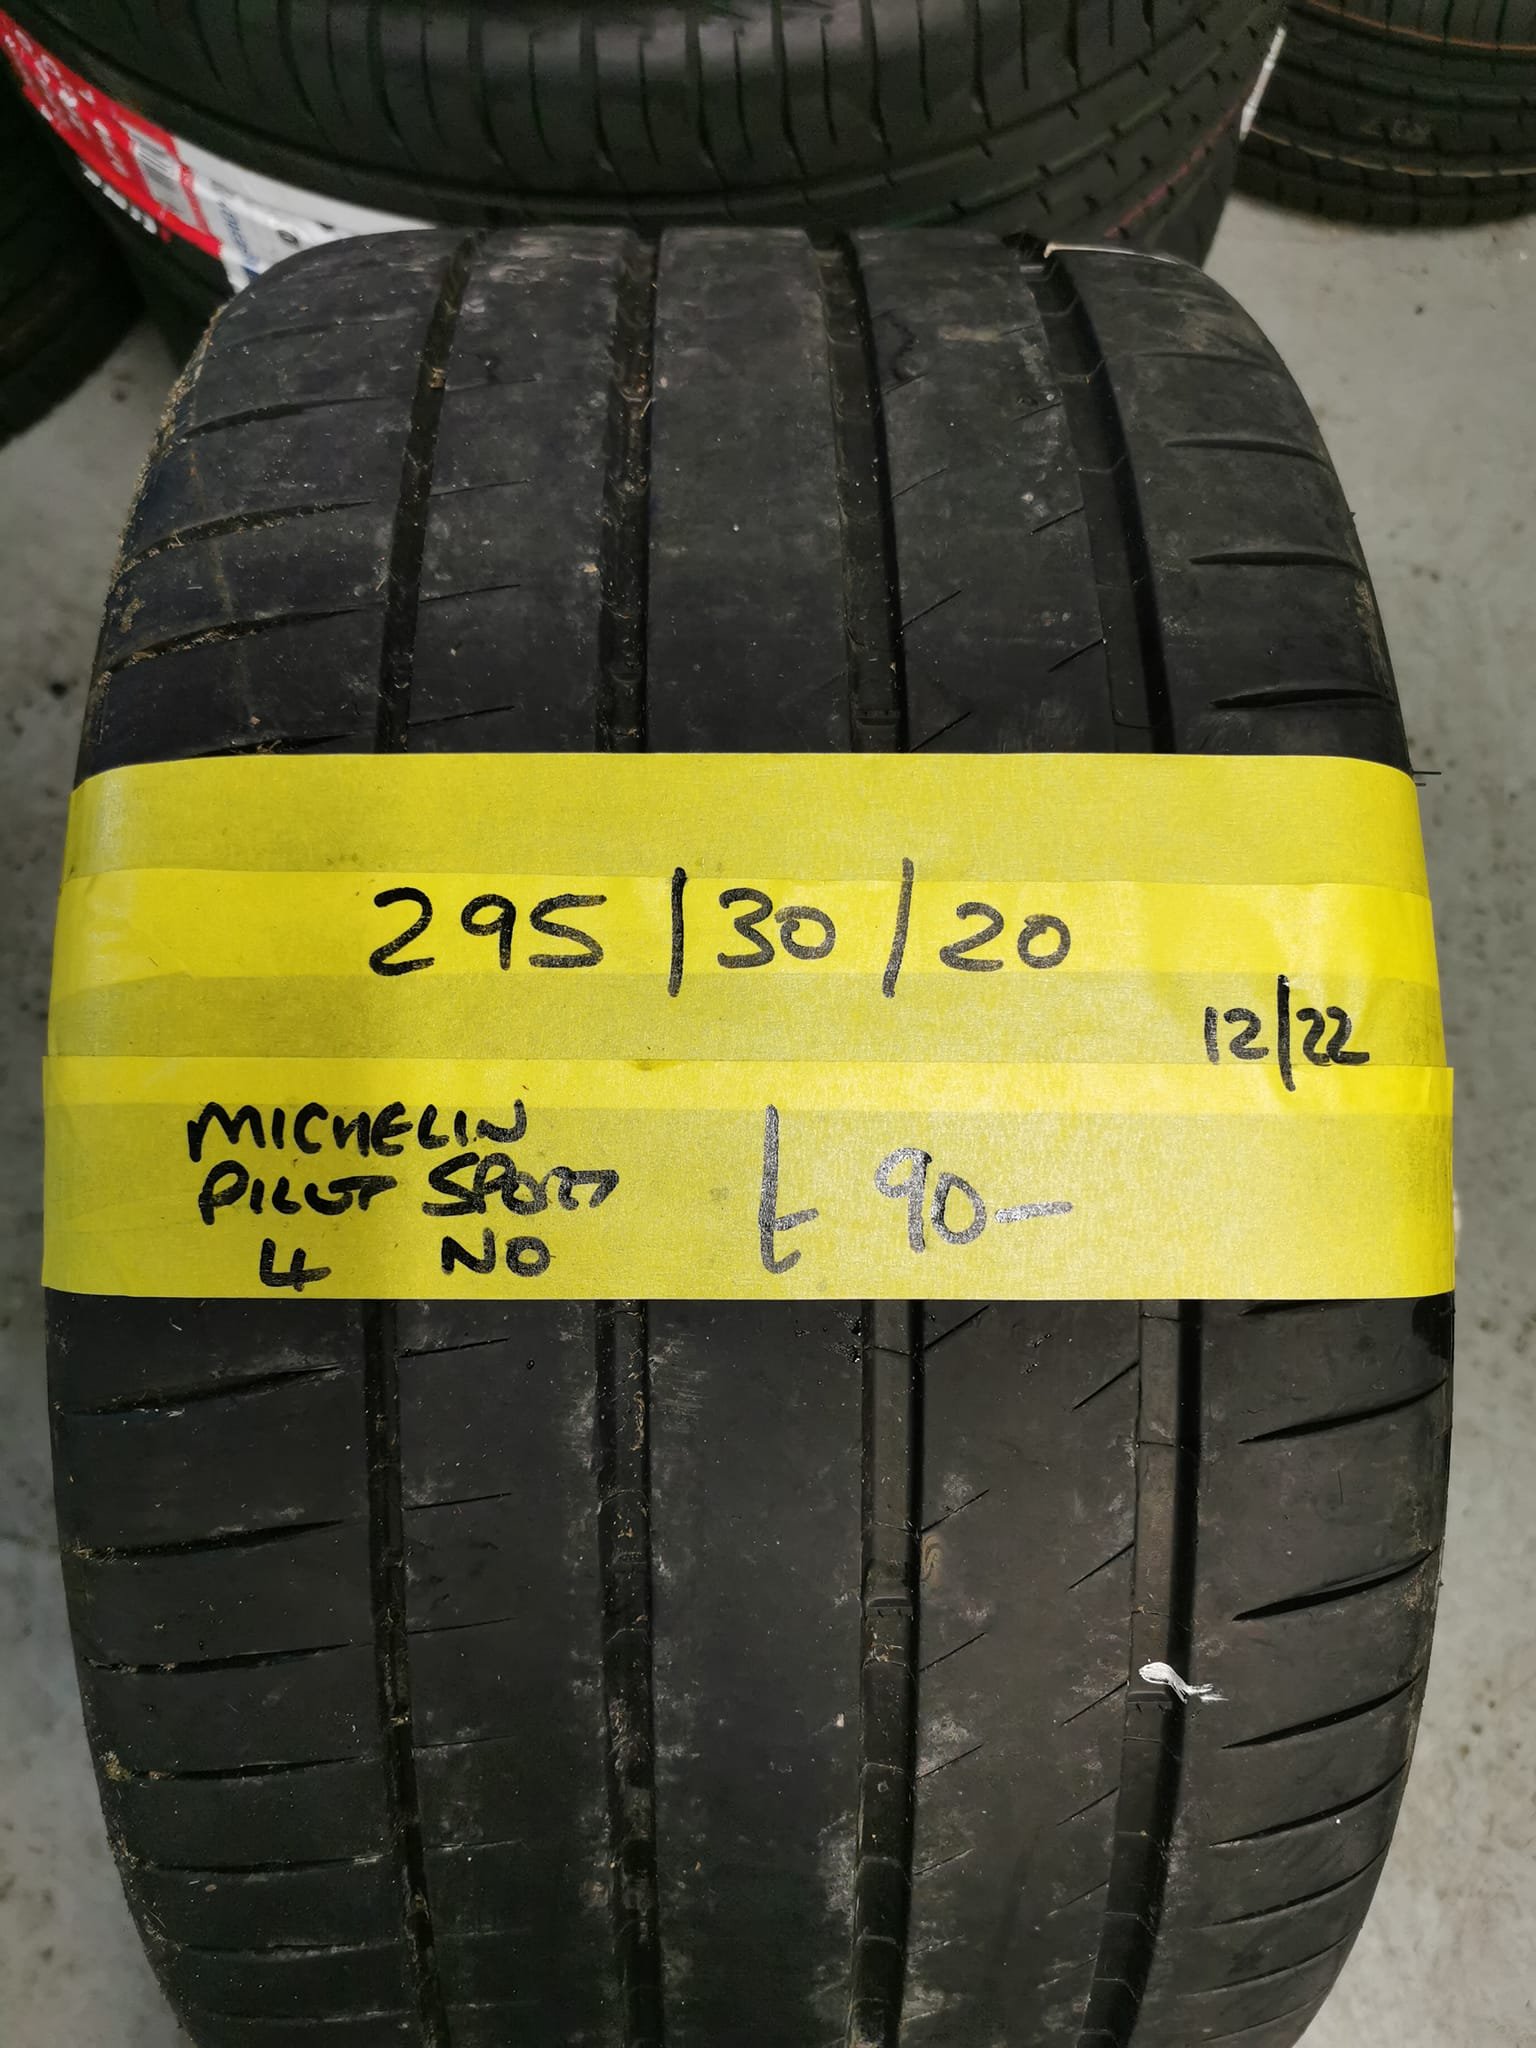 295/30/20
12/22
MICHELIN
PILOT SPORT
4 NO
£ 90-